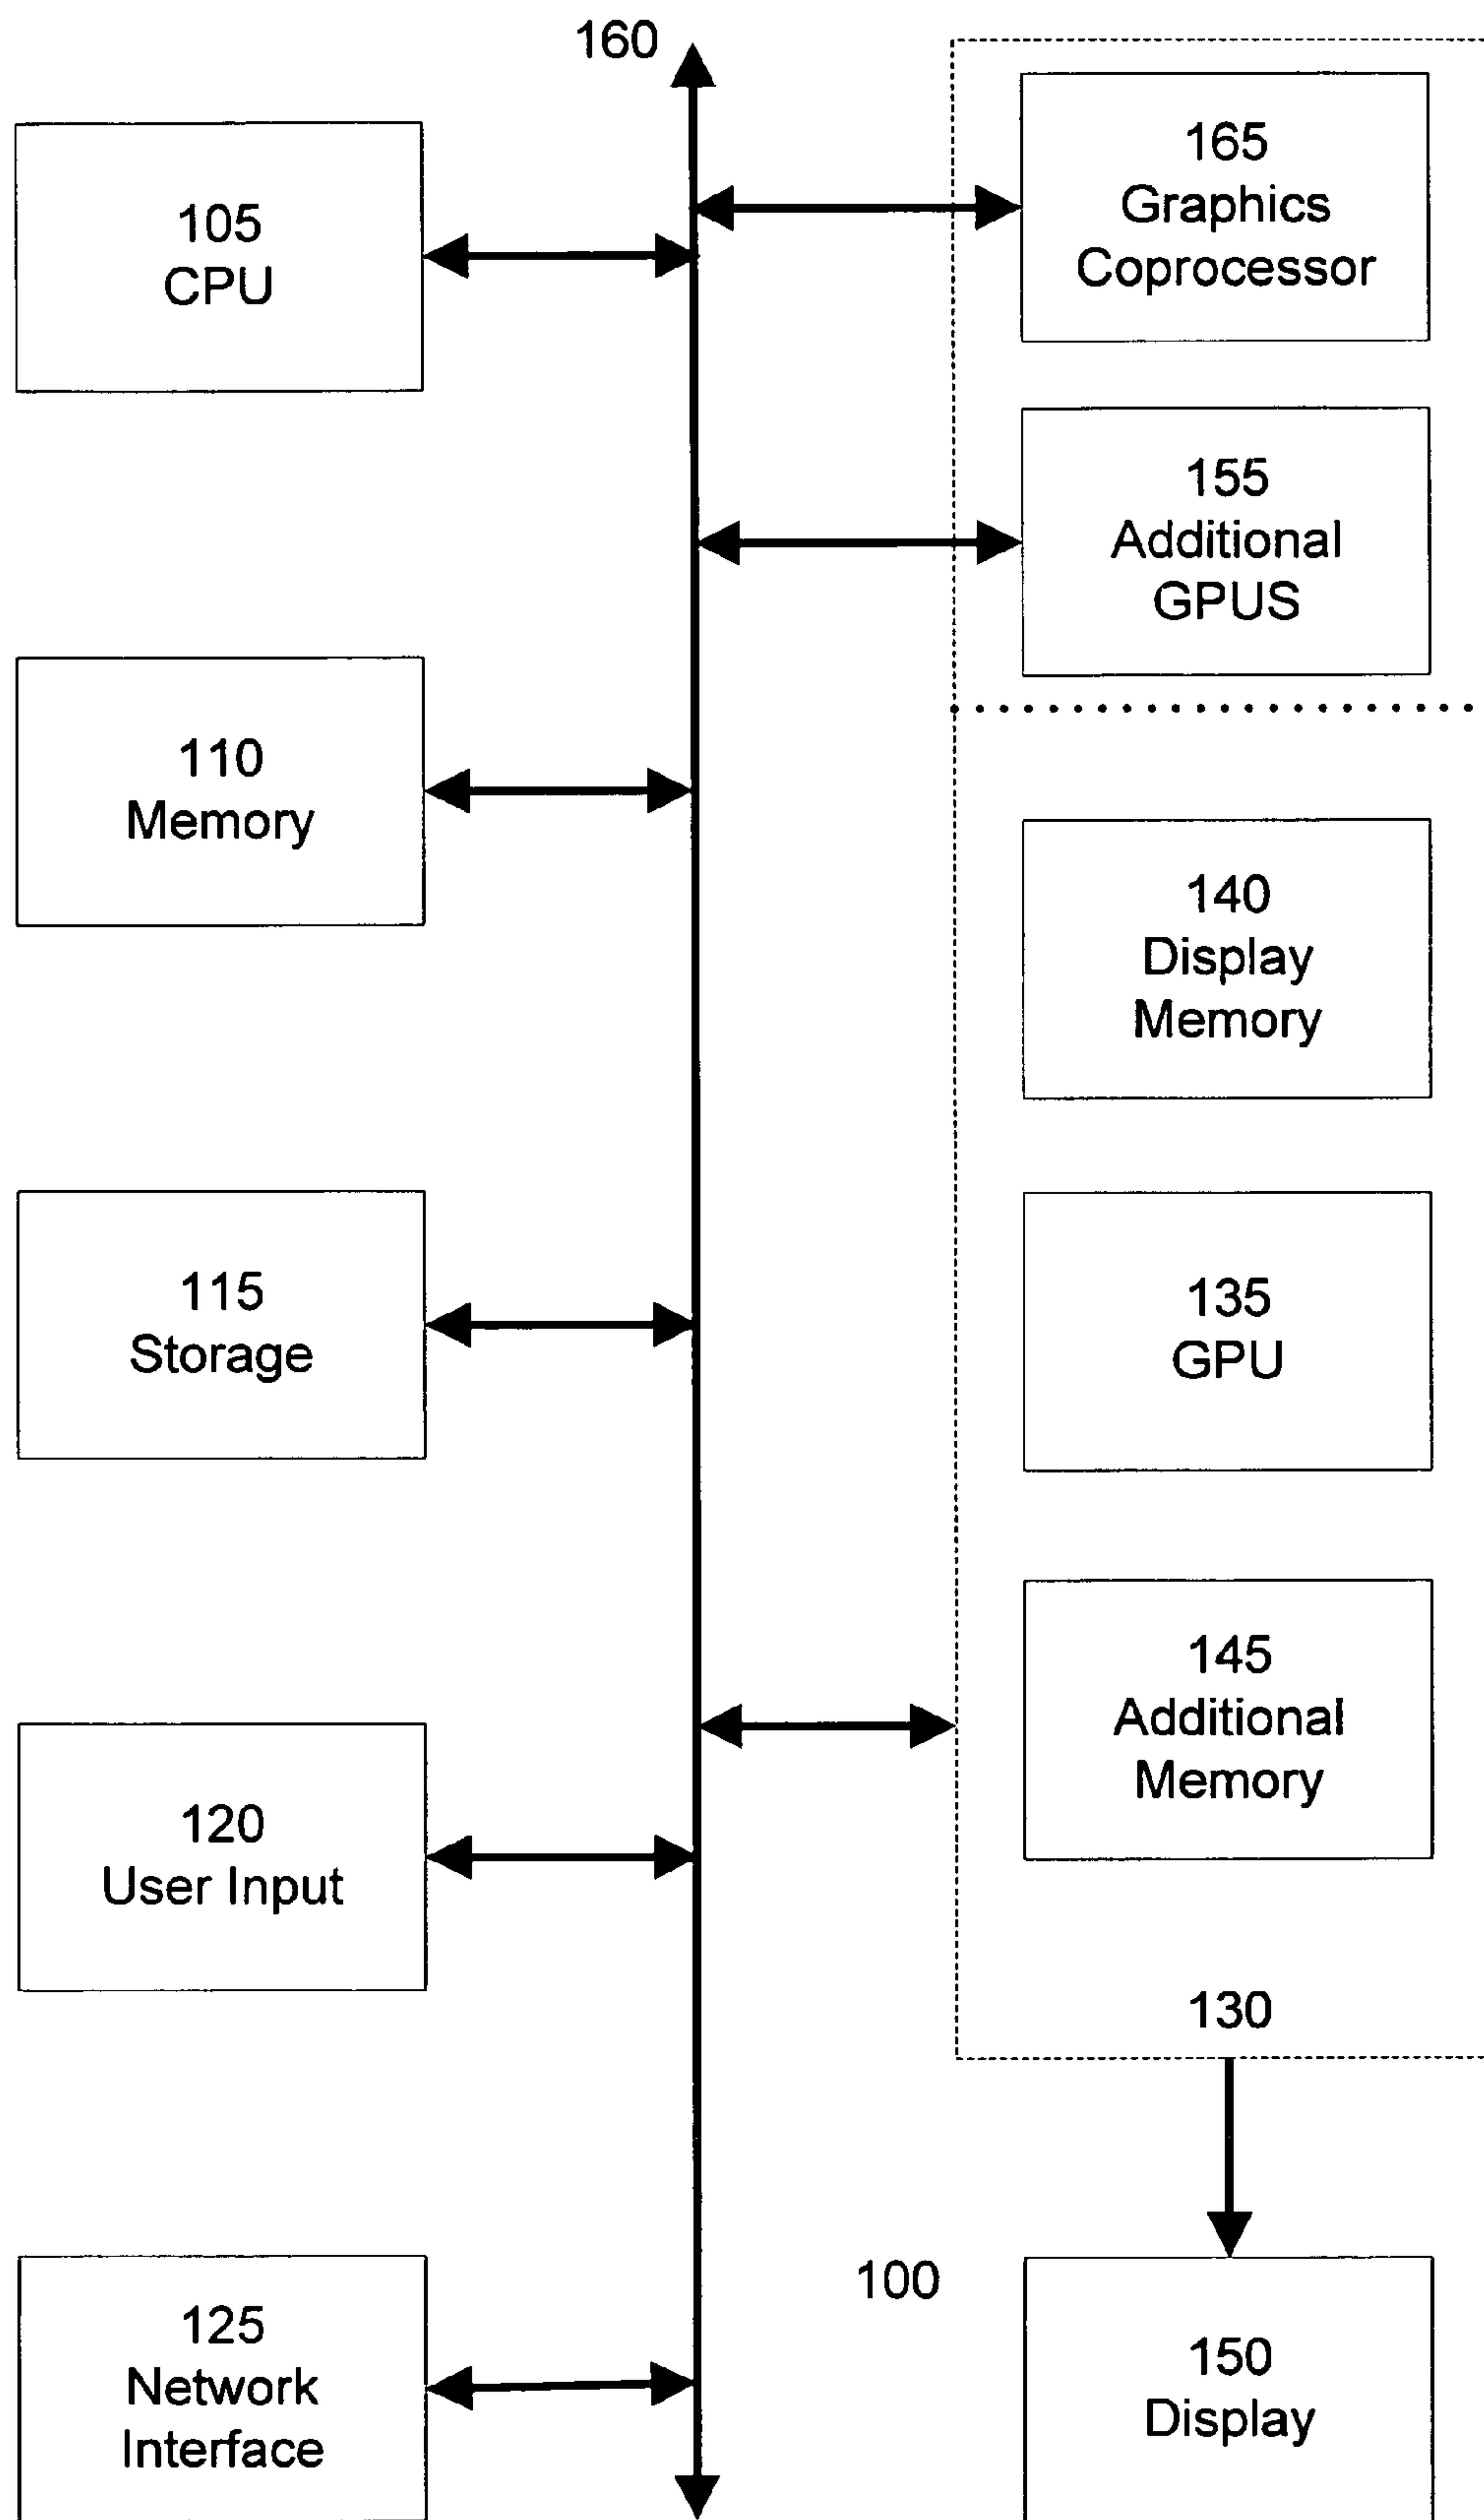 160
105
CPU
110
Memory
115
Storage
120
User Input
125
Network
Interface
165
Graphics
Coprocessor
155
Additional
GPUS
140
Display
Memory
135
GPU
145
Additional
Memory
130
100
150
Display